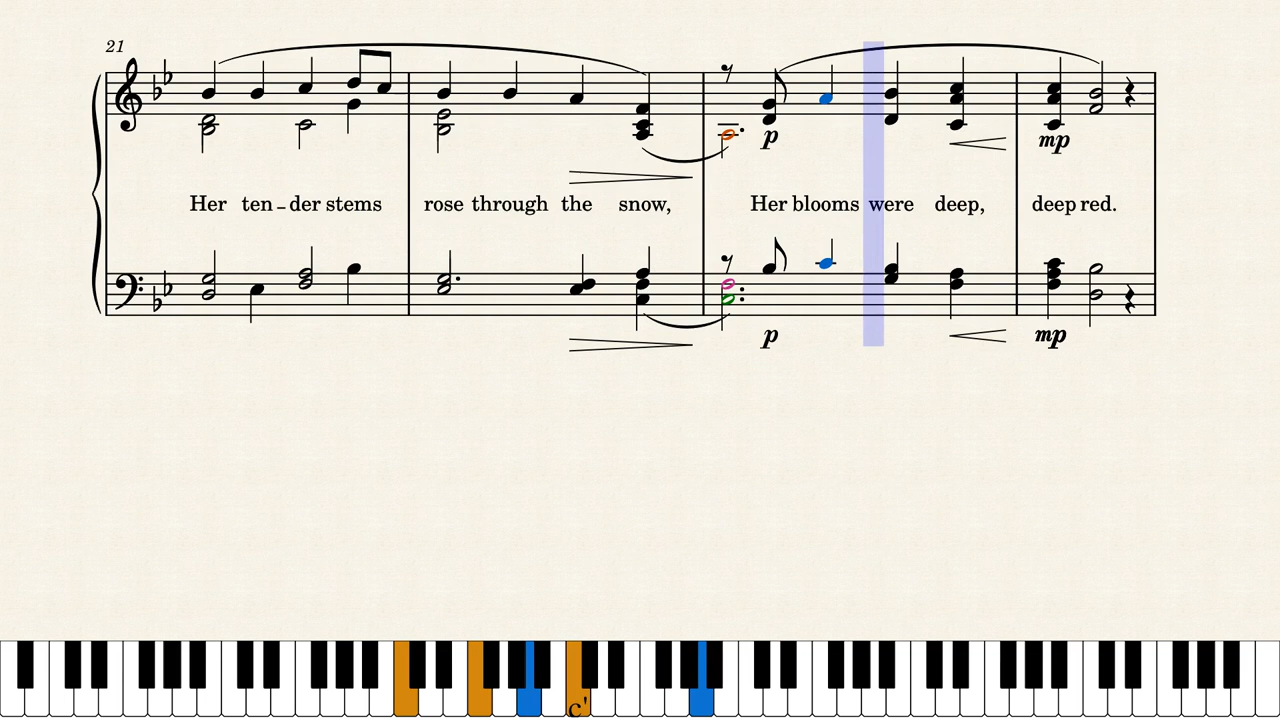 21
p
mp
Her ten – der stems rose through the snow, Her blooms were deep, deep red.
p
mp
c'